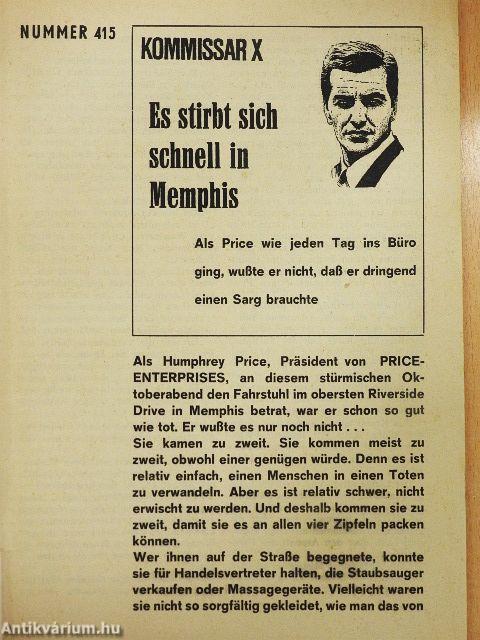 NUMMER 415
KOMMISSAR X
Es stirbt sich
schnell in
Memphis
Als Price wie jeden Tag ins Büro
ging, wußte er nicht, daß er dringend
einen Sarg brauchte
Als Humphrey Price, Präsident von PRICE-
ENTERPRISES, an diesem stürmischen Ok-
toberabend den Fahrstuhl im obersten Riverside
Drive in Memphis betrat, war er schon so gut
wie tot. Er wußte es nur noch nicht . . .
Sie kamen zu zweit. Sie kommen meist zu
zweit, obwohl einer genügen würde. Denn es ist
relativ einfach, einen Menschen in einen Toten
zu verwandeln. Aber es ist relativ schwer, nicht
erwischt zu werden. Und deshalb kommen sie zu
zweit, damit sie es an allen vier Zipfeln packen
können.
Wer ihnen auf der Straße begegnete, konnte
sie für Handelsvertreter halten, die Staubsauger
verkaufen oder Massagegeräte. Vielleicht waren
sie nicht so sorgfältig gekleidet, wie man das von
Antikvárium.hu